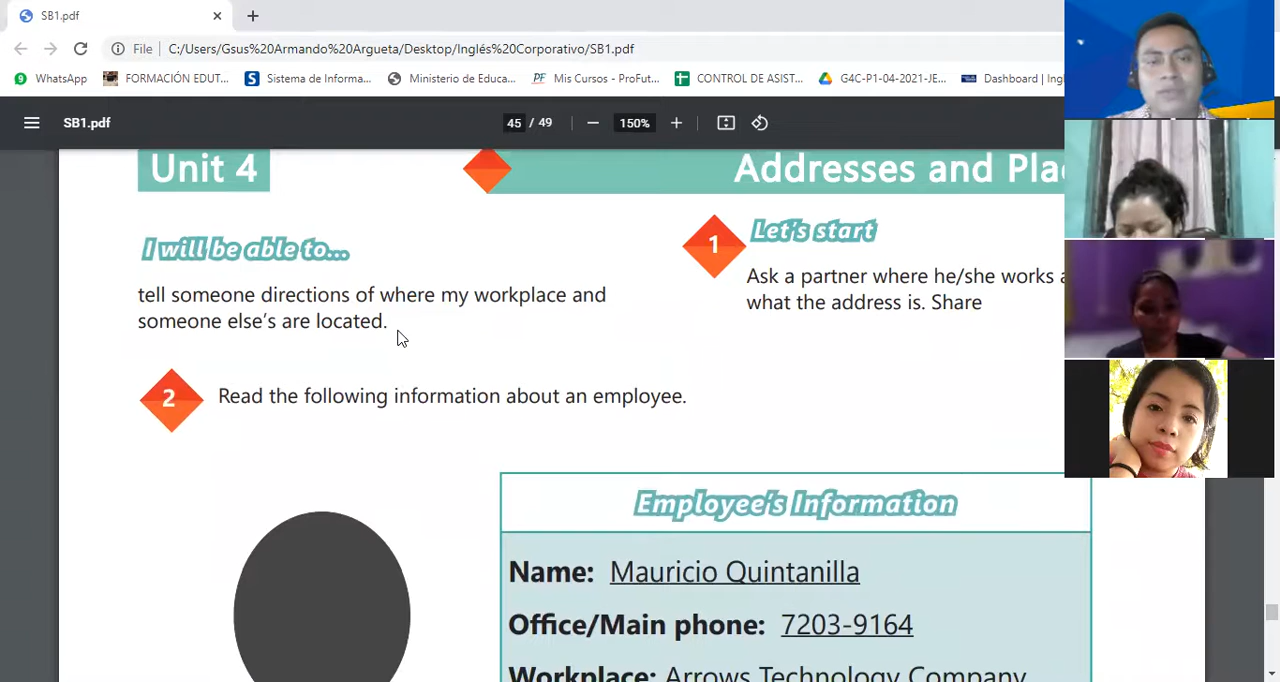 SB1.pdf
File C:/Users/Gsus%20Armando%20Argueta/Desktop/Inglés%20Corporativo/SB1.pdf
WhatsApp FORMACIÓN EDUT... Sistema de Informa... Ministerio de Educa... Mis Cursos - ProFut... CONTROL DE ASIST... G4C-P1-04-2021-JE... Dashboard | Ingl
SB1.pdf 45 / 49 150%
Unit 4 Addresses and Pla
I will be able to...
tell someone directions of where my workplace and
someone else's are located.
1 Let's start
Ask a partner where he/she works a
what the address is. Share
2 Read the following information about an employee.
Employee's Information
Name: Mauricio Quintanilla
Office/Main phone: 7203-9164
Workplace: Arrows Technology Company